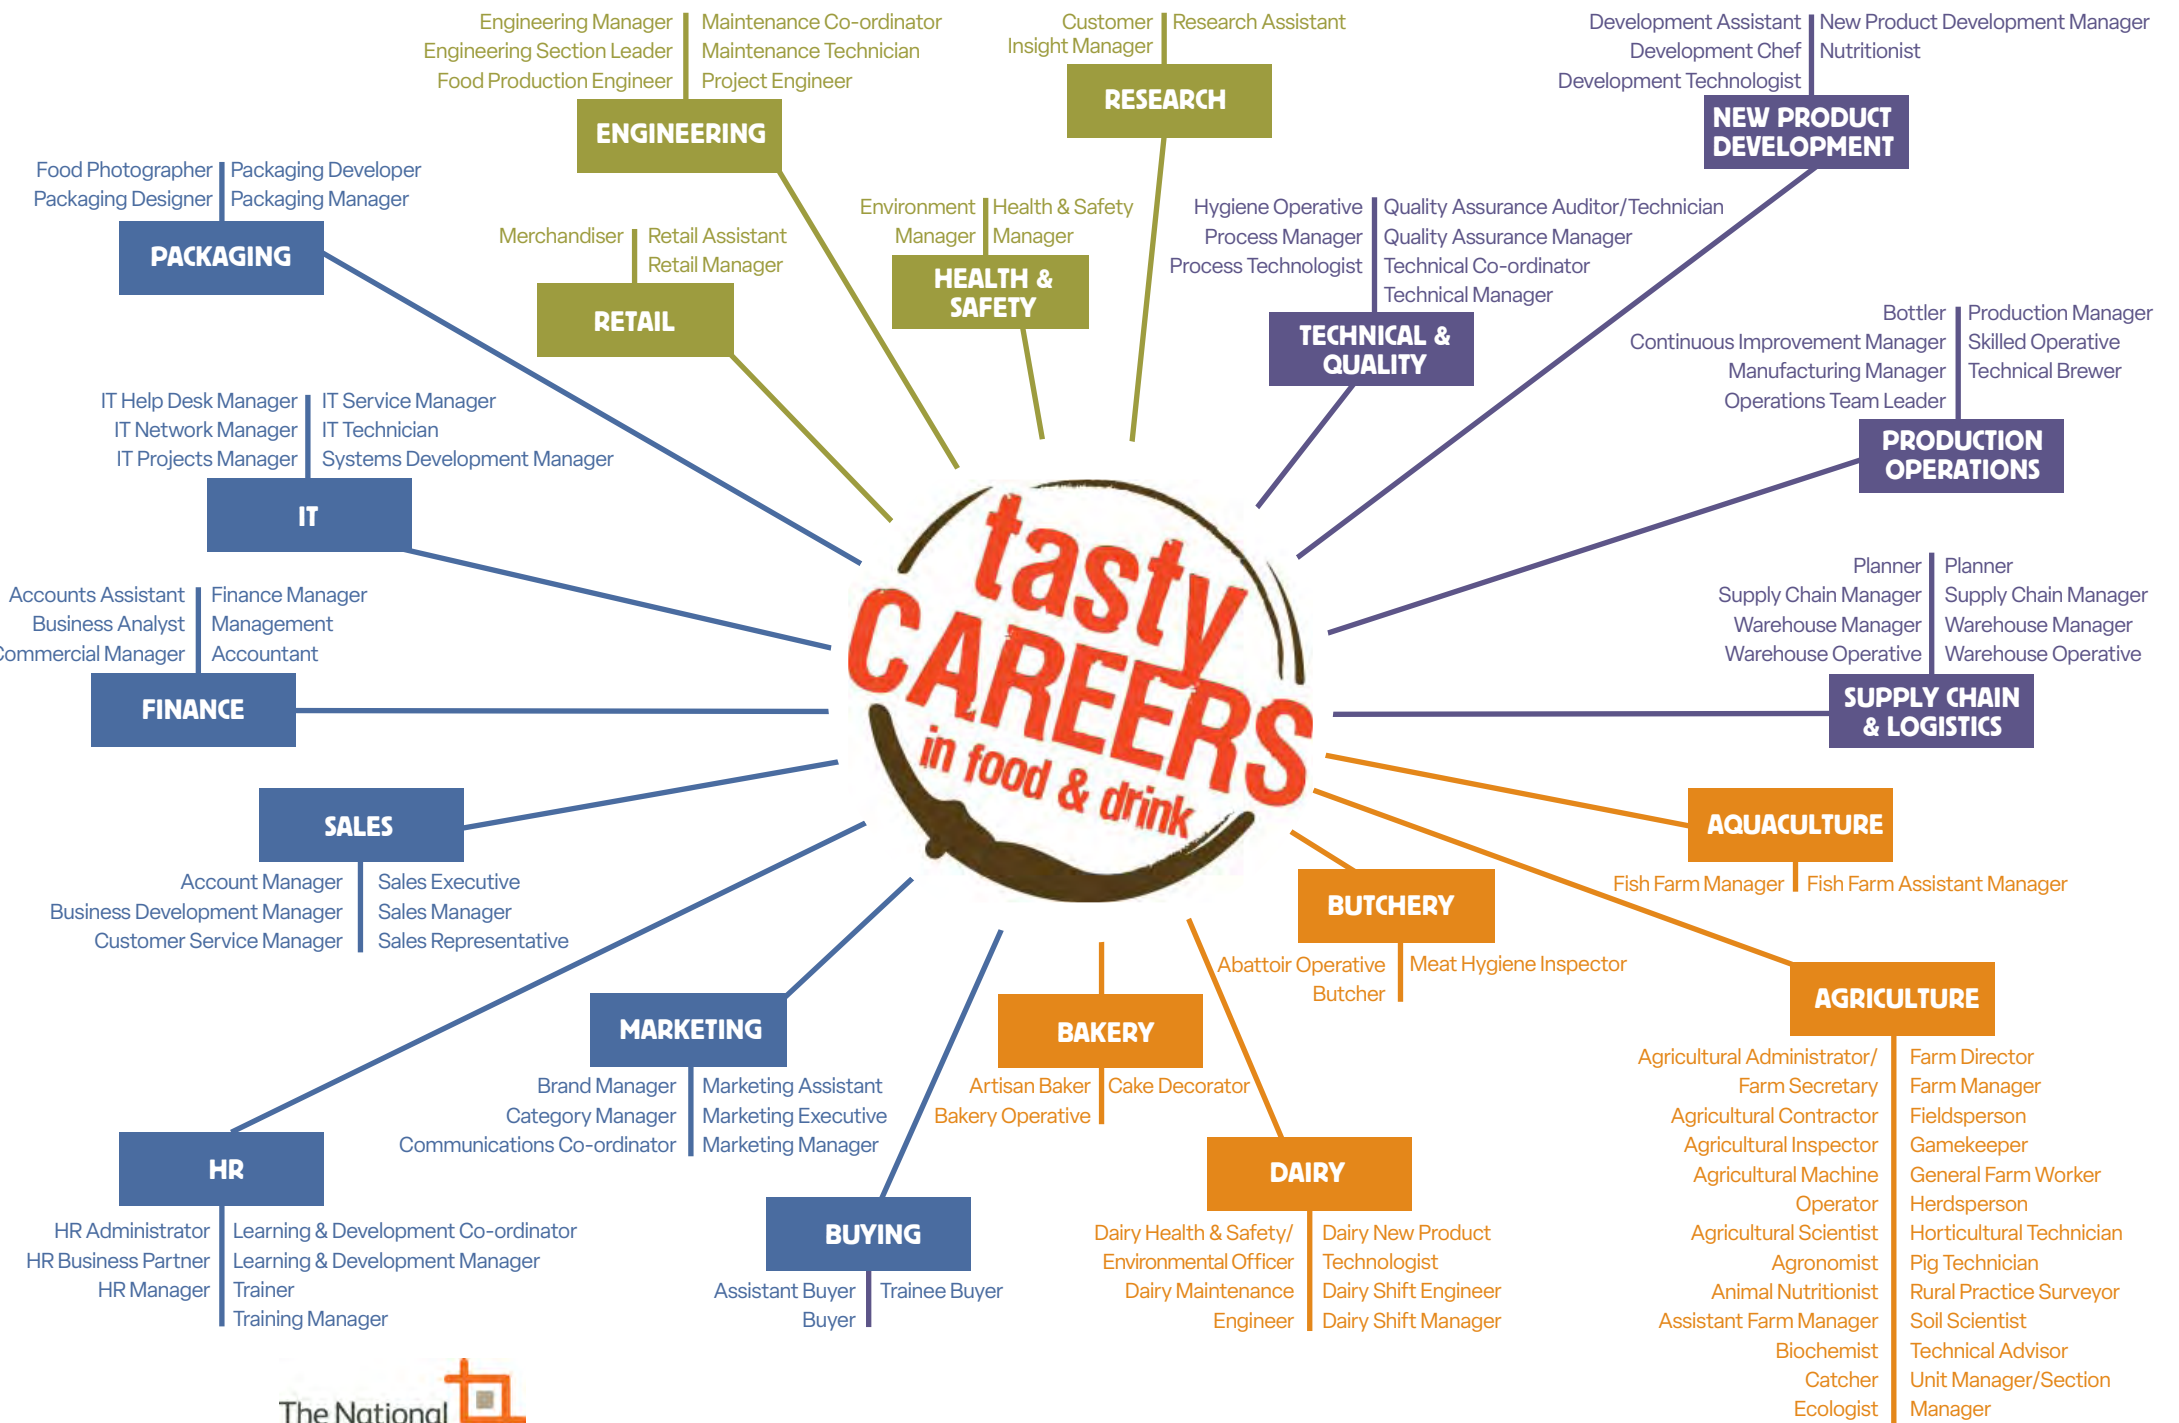 Engineering Manager
Engineering Section Leader
Food Production Engineer
Maintenance Co-ordinator
Maintenance Technician
Project Engineer
ENGINEERING
Customer
Insight Manager
Research Assistant
RESEARCH
Development Assistant
Development Chef
Development Technologist
New Product Development Manager
Nutritionist
NEW PRODUCT
DEVELOPMENT
Food Photographer
Packaging Designer
Packaging Developer
Packaging Manager
PACKAGING
Merchandiser
Retail Assistant
Retail Manager
RETAIL
Environment
Manager
Health & Safety
Manager
HEALTH &
SAFETY
Hygiene Operative
Process Manager
Process Technologist
Quality Assurance Auditor/Technician
Quality Assurance Manager
Technical Co-ordinator
Technical Manager
TECHNICAL &
QUALITY
Bottler
Continuous Improvement Manager
Manufacturing Manager
Operations Team Leader
Production Manager
Skilled Operative
Technical Brewer
PRODUCTION
OPERATIONS
IT Help Desk Manager
IT Network Manager
IT Projects Manager
IT Service Manager
IT Technician
Systems Development Manager
IT
Accounts Assistant
Business Analyst
Commercial Manager
Finance Manager
Management
Accountant
FINANCE
tasty
CAREERS
in food & drink
Planner
Supply Chain Manager
Warehouse Manager
Warehouse Operative
Planner
Supply Chain Manager
Warehouse Manager
Warehouse Operative
SUPPLY CHAIN
& LOGISTICS
SALES
Account Manager
Business Development Manager
Customer Service Manager
Sales Executive
Sales Manager
Sales Representative
AQUACULTURE
Fish Farm Manager
Fish Farm Assistant Manager
BUTCHERY
Abattoir Operative
Butcher
Meat Hygiene Inspector
MARKETING
Brand Manager
Category Manager
Communications Co-ordinator
Marketing Assistant
Marketing Executive
Marketing Manager
BAKERY
Artisan Baker
Bakery Operative
Cake Decorator
AGRICULTURE
Agricultural Administrator/
Farm Secretary
Agricultural Contractor
Agricultural Inspector
Agricultural Machine
Operator
Agricultural Scientist
Agronomist
Animal Nutritionist
Assistant Farm Manager
Biochemist
Catcher
Ecologist
Farm Director
Farm Manager
Fieldsperson
Gamekeeper
General Farm Worker
Herdsperson
Horticultural Technician
Pig Technician
Rural Practice Surveyor
Soil Scientist
Technical Advisor
Unit Manager/Section
Manager
HR
HR Administrator
HR Business Partner
HR Manager
Learning & Development Co-ordinator
Learning & Development Manager
Trainer
Training Manager
BUYING
Assistant Buyer
Buyer
Trainee Buyer
DAIRY
Dairy Health & Safety/
Environmental Officer
Dairy Maintenance
Engineer
Dairy New Product
Technologist
Dairy Shift Engineer
Dairy Shift Manager
The National